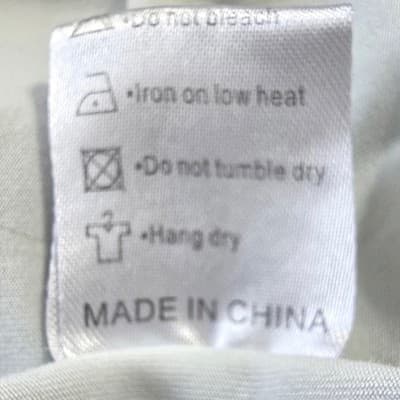 •Do not bleach
•Iron on low heat
•Do not tumble dry
•Hang dry
MADE IN CHINA